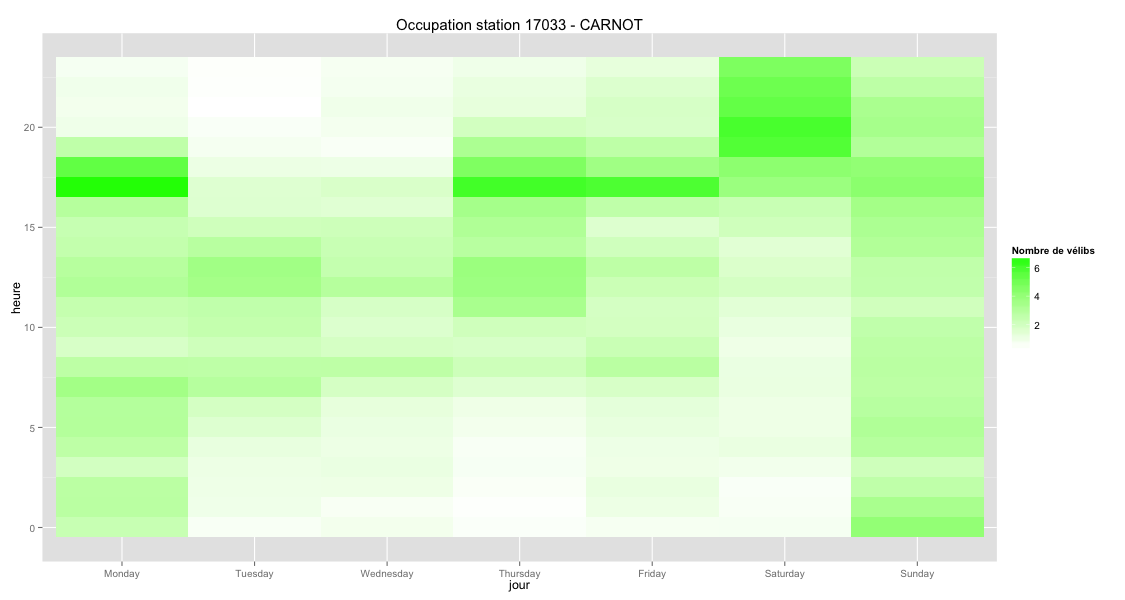 Occupation station 17033 - CARNOT
heure
20
15
10
5
0
Monday Tuesday Wednesday Thursday Friday Saturday Sunday
jour
Nombre de vélibs
6
4
2